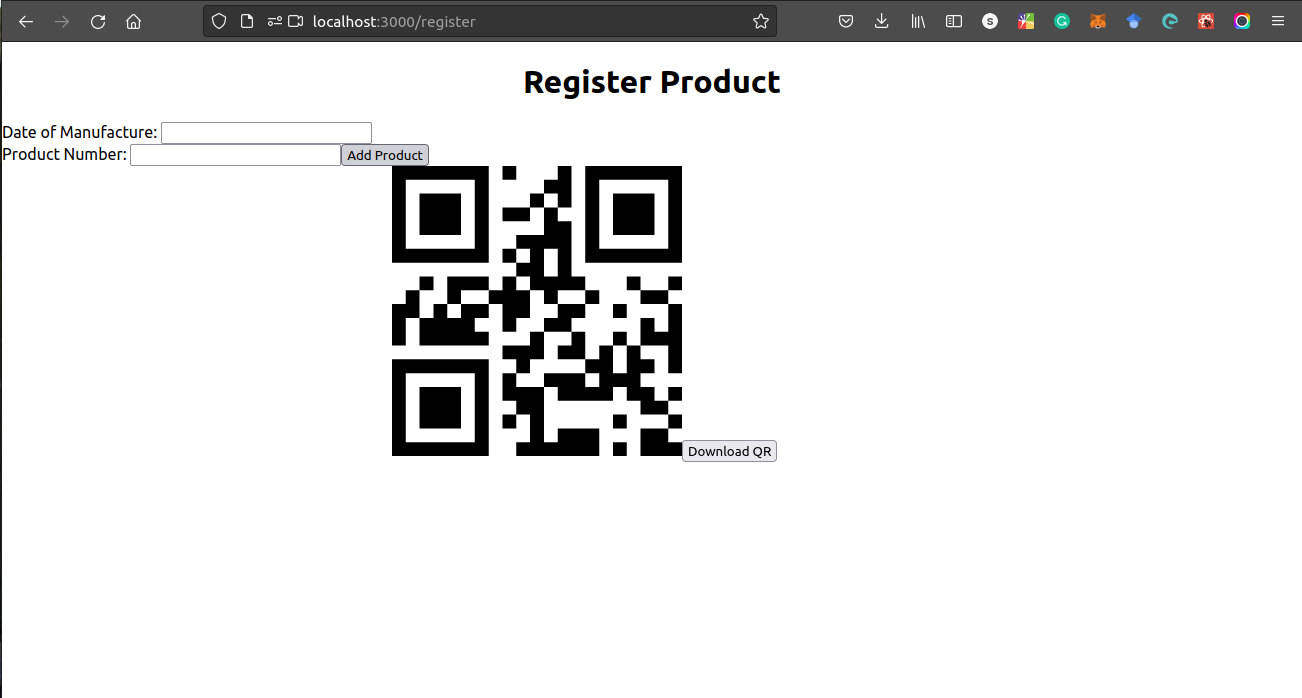 localhost:3000/register
S
Register Product
Date of Manufacture:
Product Number: Add Product
Download QR